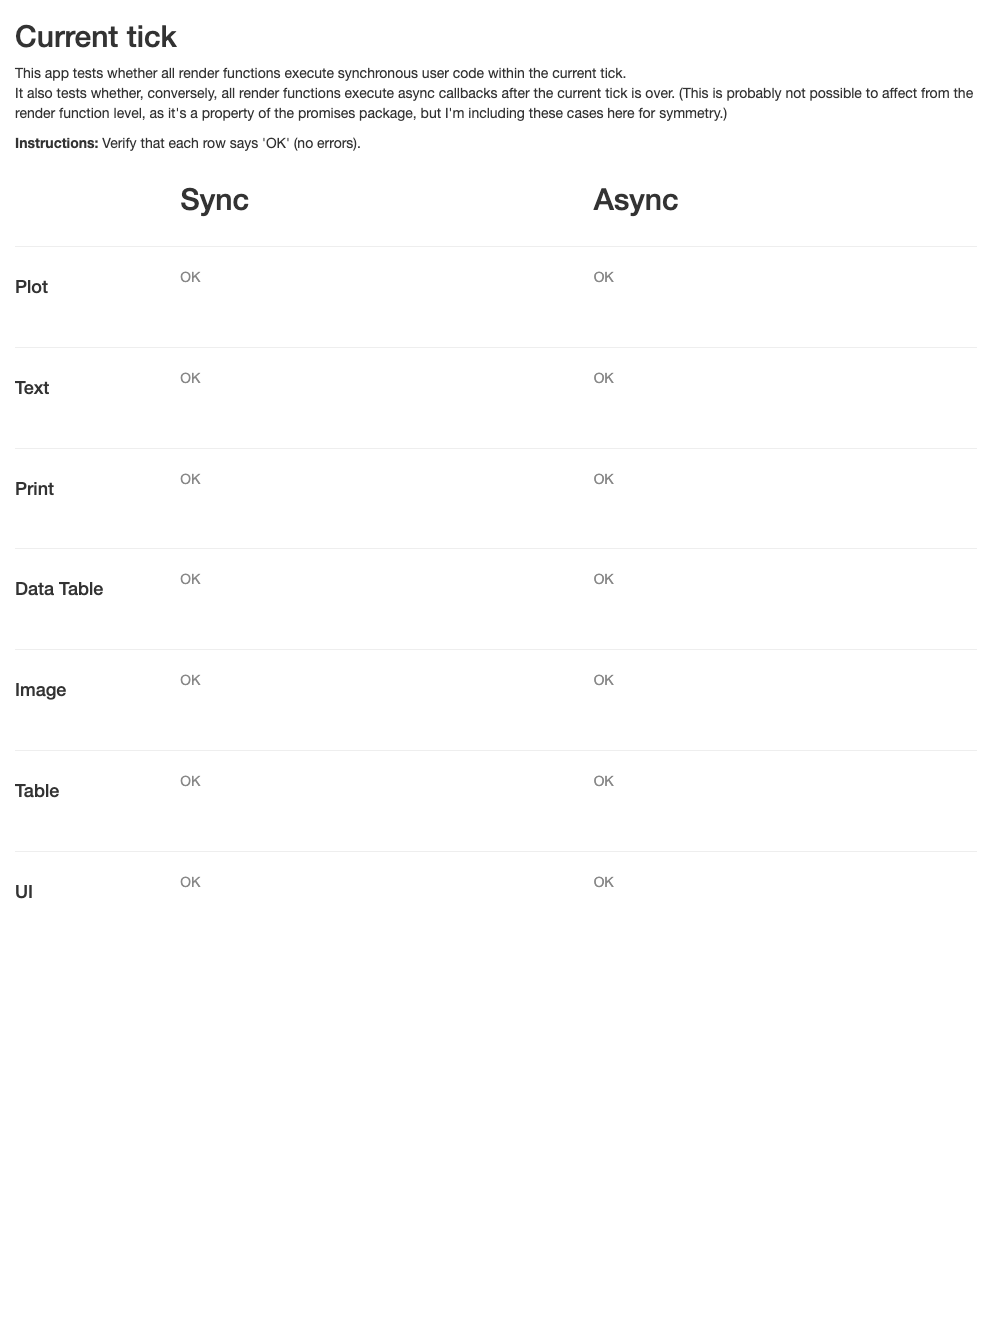 Current tick
This app tests whether all render functions execute synchronous user code within the current tick.
It also tests whether, conversely, all render functions execute async callbacks after the current tick is over. (This is probably not possible to affect from the
render function level, as it's a property of the promises package, but I'm including these cases here for symmetry.)
Instructions: Verify that each row says 'OK' (no errors).
Sync Async
Plot OK OK
Text OK OK
Print OK OK
Data Table OK OK
Image OK OK
Table OK OK
UI OK OK